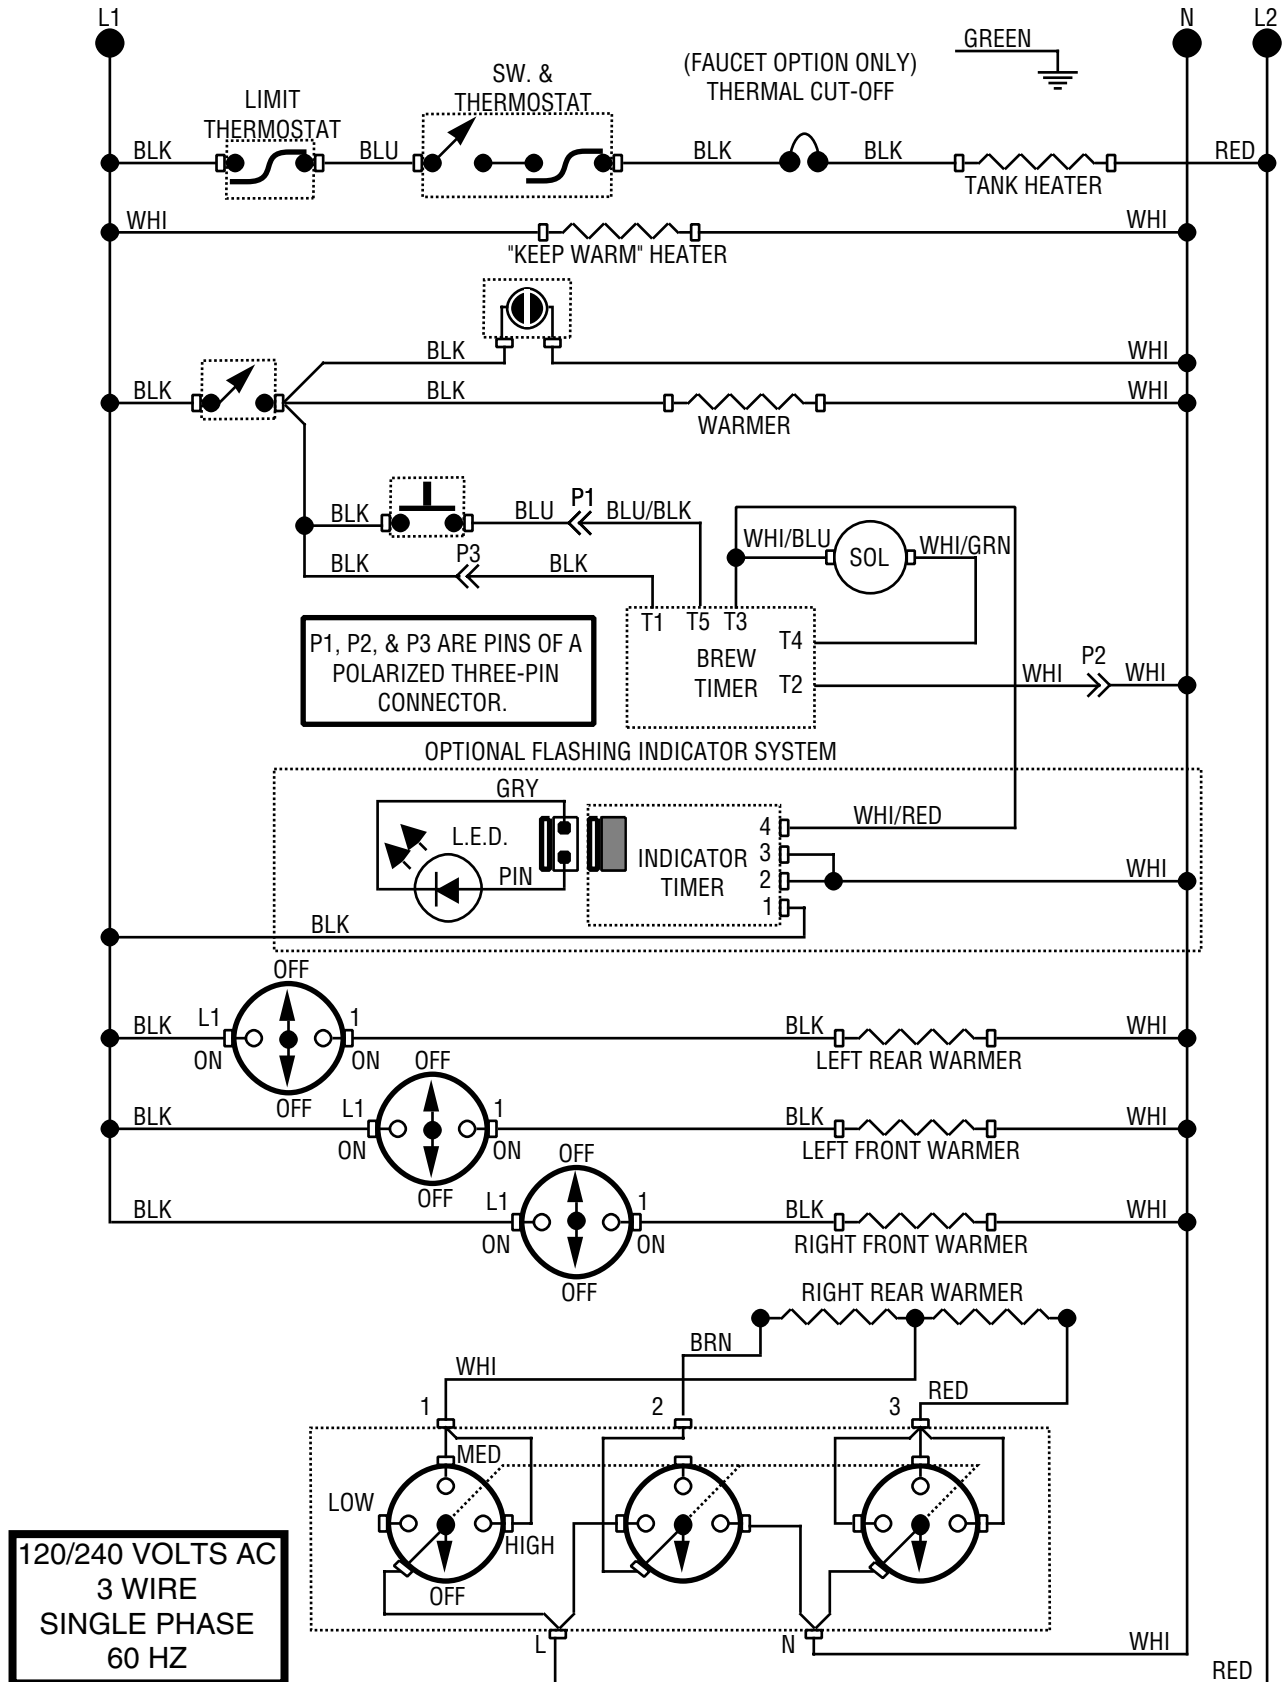 L1
N
L2
GREEN
(FAUCET OPTION ONLY)
THERMAL CUT-OFF
SW. &
THERMOSTAT
LIMIT
THERMOSTAT
BLK
BLU
BLK
BLK
RED
TANK HEATER
WHI
WHI
"KEEP WARM" HEATER
BLK
WHI
BLK
BLK
WHI
WARMER
BLK
BLU
P1
BLU/BLK
WHI/BLU
SOL
WHI/GRN
BLK
P3
BLK
T1
T5
T3
T4
BREW
TIMER
T2
WHI
P2
WHI
P1, P2, & P3 ARE PINS OF A
POLARIZED THREE-PIN
CONNECTOR.
OPTIONAL FLASHING INDICATOR SYSTEM
GRY
L.E.D.
PIN
INDICATOR
TIMER
4
3
2
1
WHI/RED
WHI
BLK
OFF
BLK
L1
1
BLK
WHI
ON
ON
LEFT REAR WARMER
OFF
OFF
BLK
L1
1
BLK
WHI
ON
ON
LEFT FRONT WARMER
OFF
OFF
BLK
L1
1
BLK
WHI
ON
ON
RIGHT FRONT WARMER
OFF
RIGHT REAR WARMER
BRN
WHI
RED
1
2
3
MED
LOW
HIGH
OFF
L
N
WHI
RED
120/240 VOLTS AC
3 WIRE
SINGLE PHASE
60 HZ